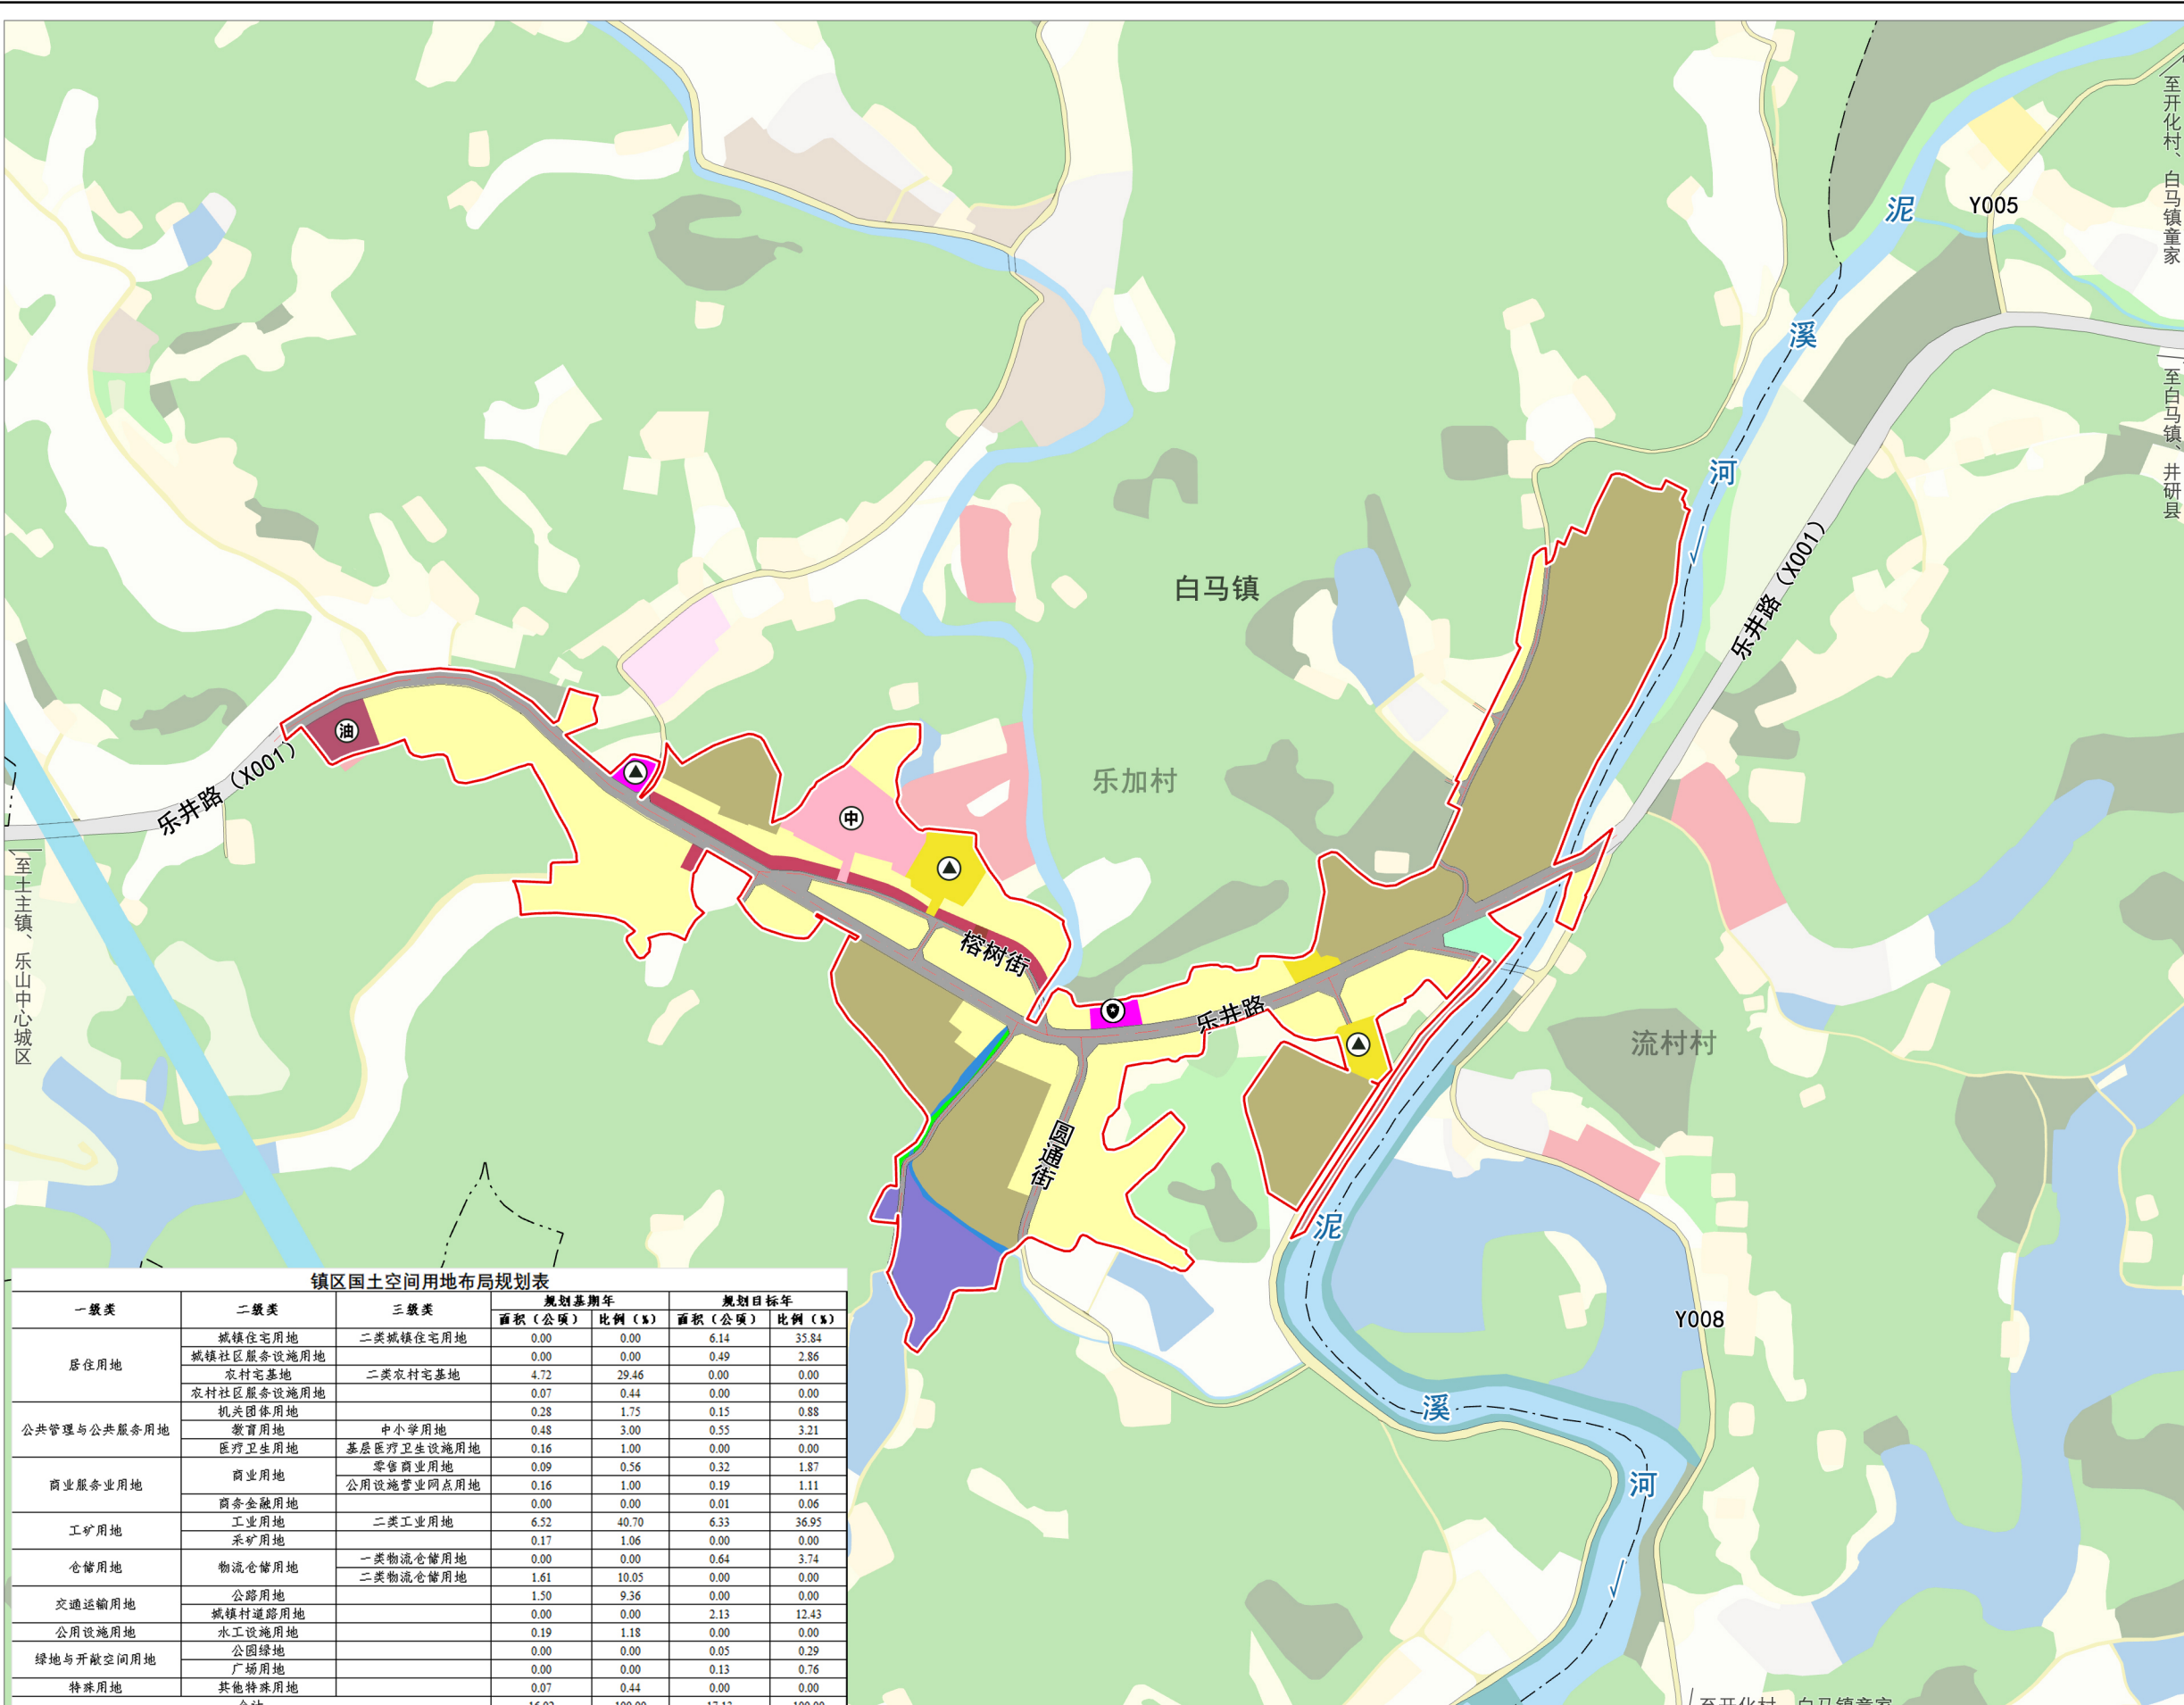 至开化村、白马镇童家
Y005
泥
溪
河
至白马镇、井研县
乐井路（X001）
白马镇
乐加村
油
中
乐井路（X001）
至土主镇、乐山中心城区
榕树街
乐井路
流村村
圆通街
泥
溪
河
Y008
镇区国土空间用地布局规划表
一级类 二级类 三级类 规划基期年 规划目标年
面积（公顷） 比例（%） 面积（公顷） 比例（%）
居住用地 城镇住宅用地 二类城镇住宅用地 0.00 0.00 6.14 35.84
城镇社区服务设施用地 0.00 0.00 0.49 2.86
农村宅基地 二类农村宅基地 4.72 29.46 0.00 0.00
农村社区服务设施用地 0.07 0.44 0.00 0.00
公共管理与公共服务用地 机关团体用地 0.28 1.75 0.15 0.88
教育用地 中小学用地 0.48 3.00 0.55 3.21
医疗卫生用地 基层医疗卫生设施用地 0.16 1.00 0.00 0.00
商业服务业用地 商业用地 零售商业用地 0.09 0.56 0.32 1.87
公用设施营业网点用地 0.16 1.00 0.19 1.11
商务金融用地 0.00 0.00 0.01 0.06
工矿用地 工业用地 二类工业用地 6.52 40.70 6.33 36.95
采矿用地 0.17 1.06 0.00 0.00
仓储用地 物流仓储用地 一类物流仓储用地 0.00 0.00 0.64 3.74
二类物流仓储用地 1.61 10.05 0.00 0.00
交通运输用地 公路用地 1.50 9.36 0.00 0.00
城镇村道路用地 0.00 0.00 2.13 12.43
公用设施用地 水工设施用地 0.19 1.18 0.00 0.00
绿地与开敞空间用地 公园绿地 0.00 0.00 0.05 0.29
广场用地 0.00 0.00 0.13 0.76
特殊用地 其他特殊用地 0.07 0.44 0.00 0.00
合计 16.02 100.00 17.13 100.00
至开化村、白马镇童家